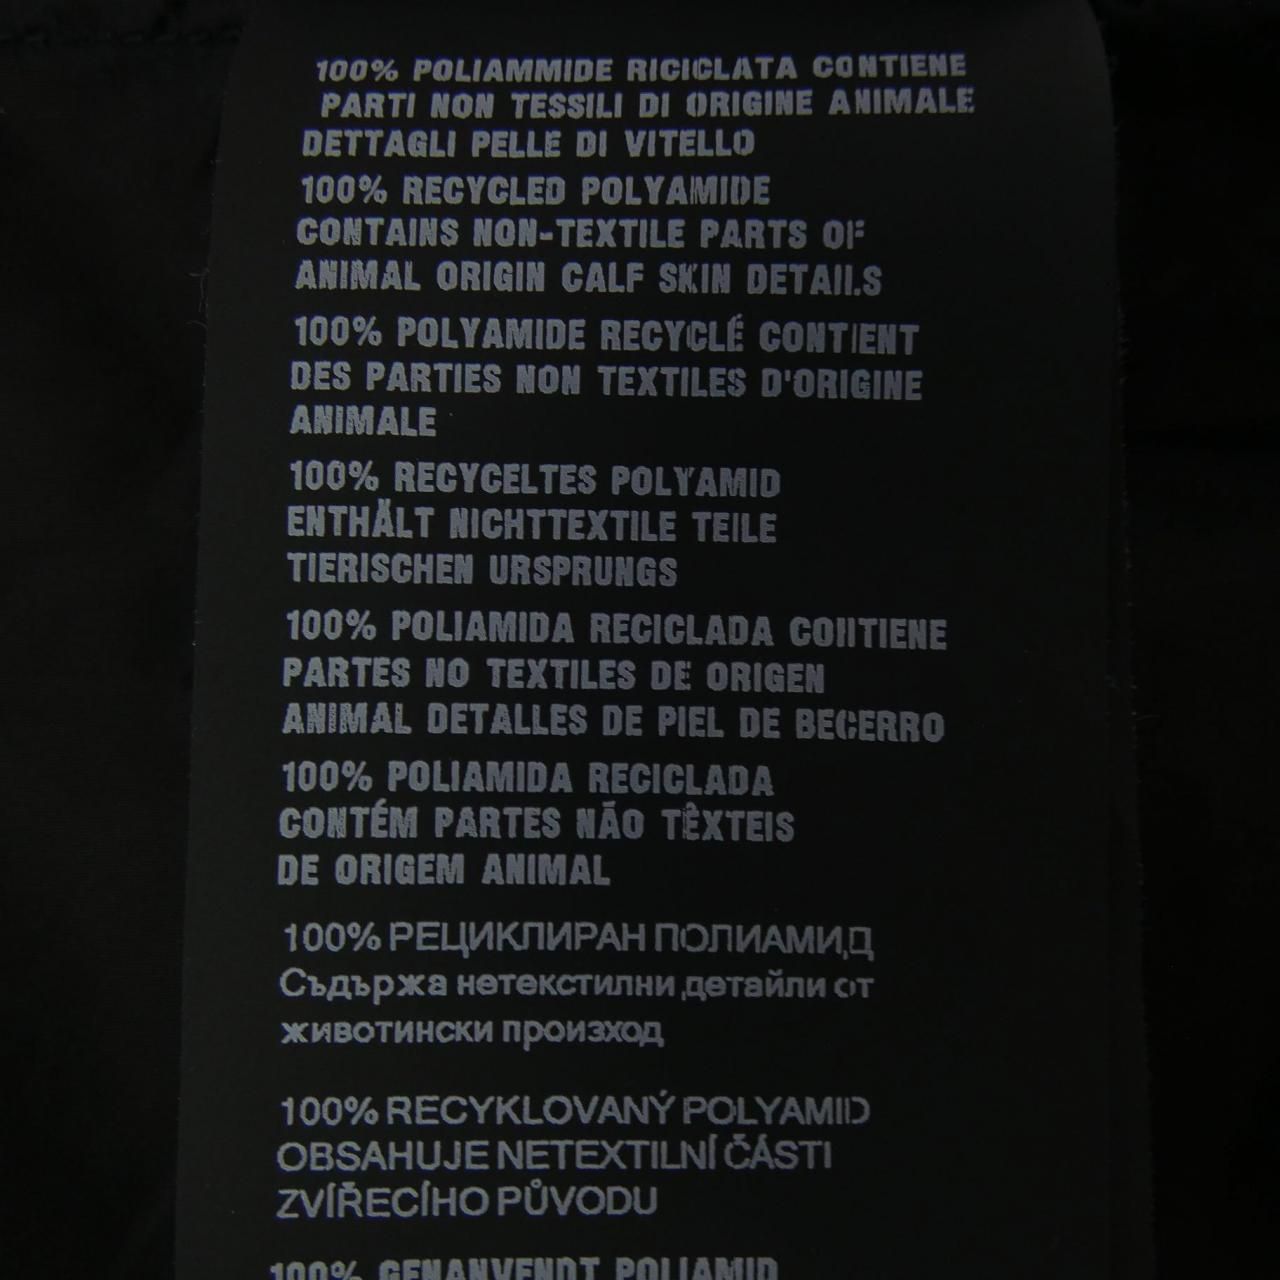 100% POLIAMMIDE RICICLATA CONTIENE
PARTI NON TESSILI DI ORIGINE ANIMALE
DETTAGLI PELLE DI VITELLO
100% RECYCLED POLYAMIDE
CONTAINS NON-TEXTILE PARTS OF
ANIMAL ORIGIN CALF SKIN DETAILS
100% POLYAMIDE RECYCLÉ CONTIENT
DES PARTIES NON TEXTILES D'ORIGINE
ANIMALE
100% RECYCELTES POLYAMID
ENTHÄLT NICHTTEXTILE TEILE
TIERISCHEN URSPRUNGS
100% POLIAMIDA RECICLADA CONTIENE
PARTES NO TEXTILES DE ORIGEN
ANIMAL DETALLES DE PIEL DE BECERRO
100% POLIAMIDA RECICLADA
CONTÉM PARTES NÃO TÊXTEIS
DE ORIGEM ANIMAL
100% РЕЦИКЛИРАН ПОЛИАМИД
Съдържа нетекстилни детайли от
животински произход
100% RECYKLOVANÝ POLYAMID
OBSAHUJE NETEXTILNÍ ČÁSTI
ZVÍŘECÍHO PŮVODU
100% GENANVENDT POLIAMID